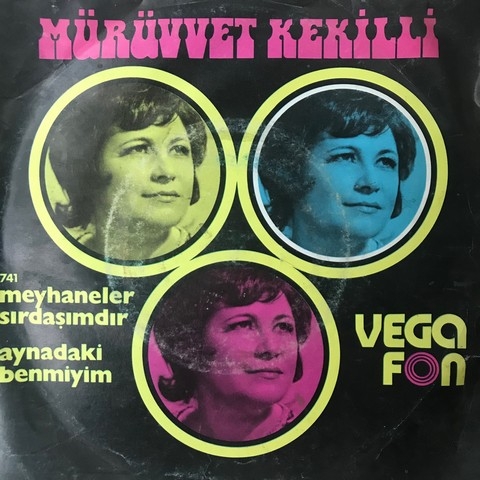 MÜRÜVVET KEKİLLİ
741
meyhaneler
sırdaşımdır
aynadaki
benmiyim
VEGA
FON